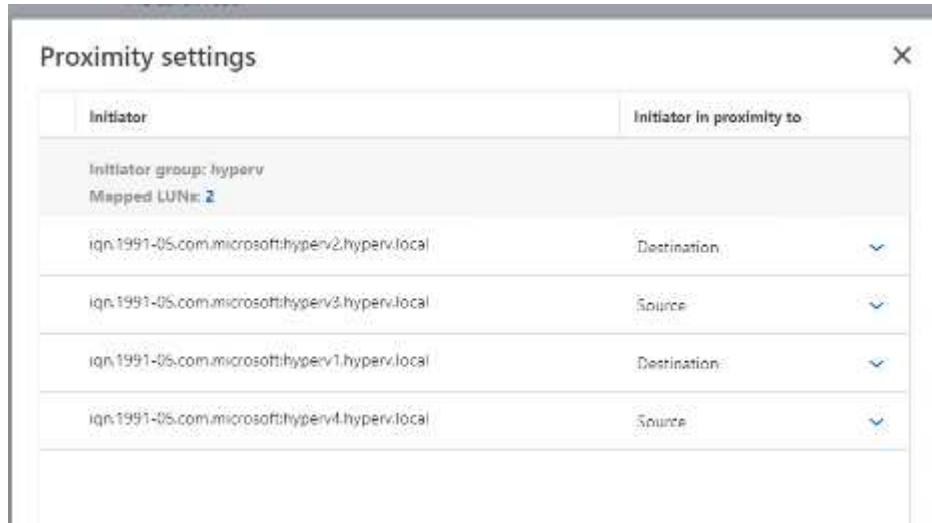 Proximity settings
Initiator
Initiator in proximity to
Initiator group: hyperv
Mapped LUNs: 2
iqn.1991-05.com.microsoft:hyperv2.hyperv.local
Destination
iqn.1991-05.com.microsoft:hyperv3.hyperv.local
Source
iqn.1991-05.com.microsoft:hyperv1.hyperv.local
Destination
iqn.1991-05.com.microsoft:hyperv4.hyperv.local
Source